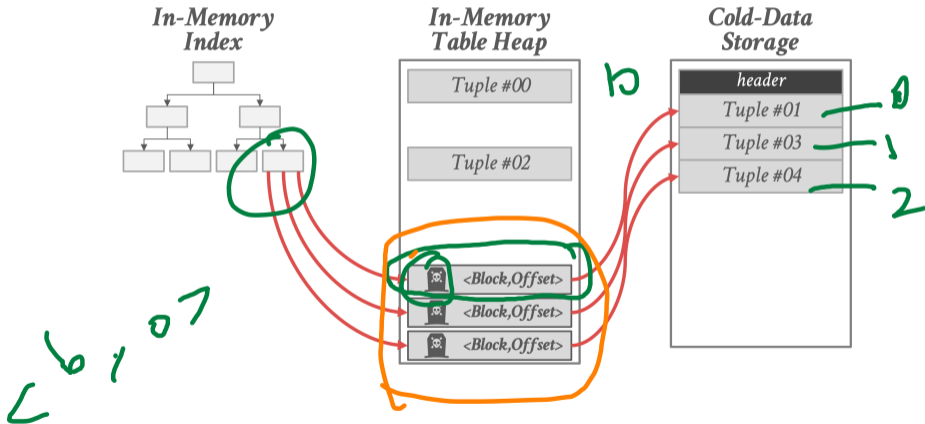 In-Memory
Index
In-Memory
Table Heap
Cold-Data
Storage
Tuple #00
Tuple #02
<Block,Offset>
<Block,Offset>
<Block,Offset>
b
header
Tuple #01
Tuple #03
Tuple #04
0
1
2
<b,0>